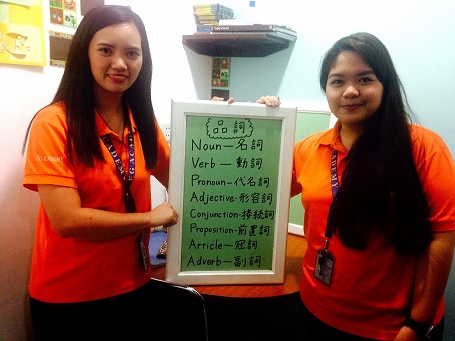 品詞
Noun—名詞
Verb—動詞
Pronoun-代名詞
Adjective-形容詞
Conjunction-接続詞
Preposition-前置詞
Article-冠詞
Adverb-副詞